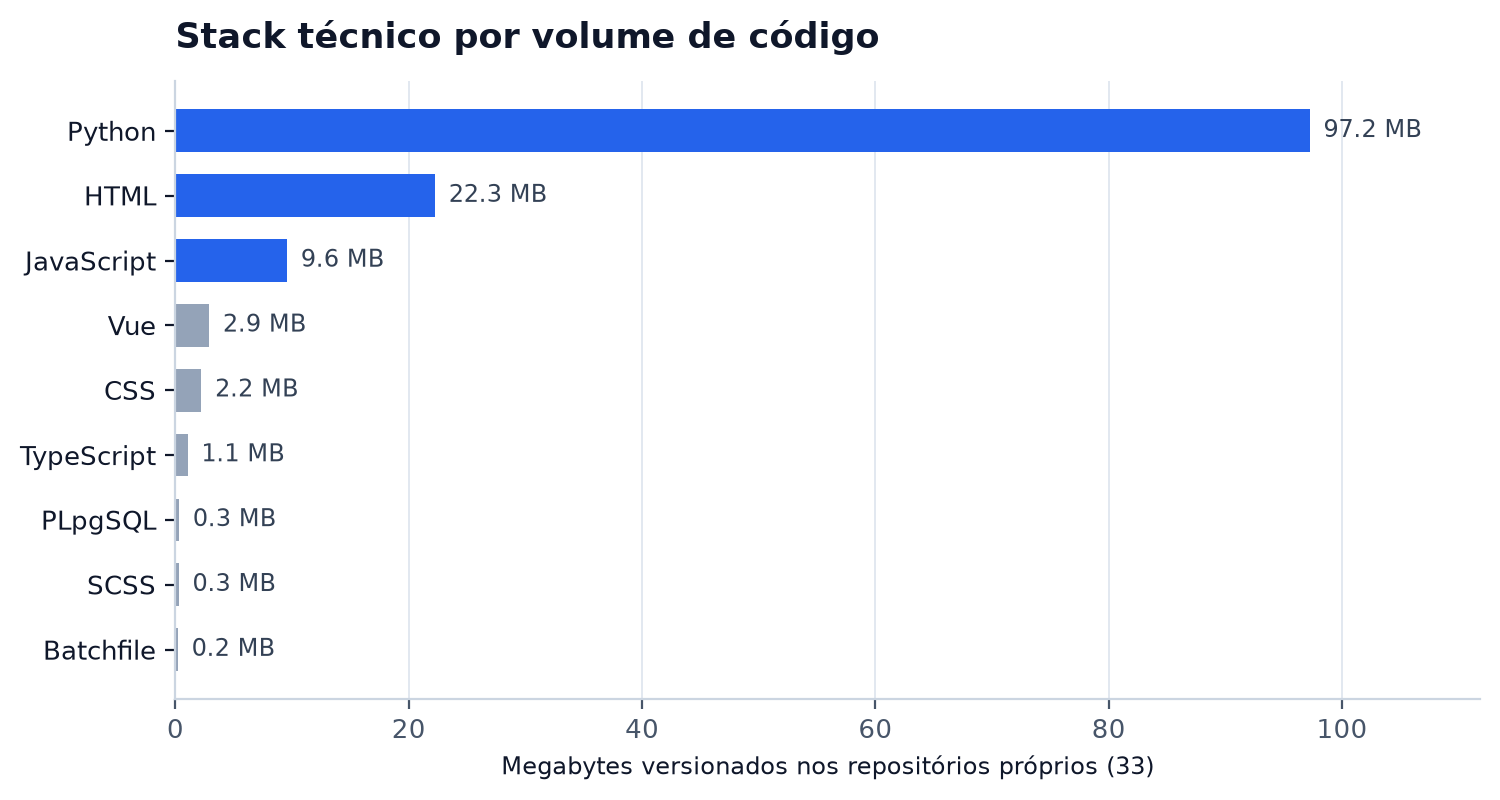 Stack técnico por volume de código
Python 97.2 MB
HTML 22.3 MB
JavaScript 9.6 MB
Vue 2.9 MB
CSS 2.2 MB
TypeScript 1.1 MB
PLpgSQL 0.3 MB
SCSS 0.3 MB
Batchfile 0.2 MB
0 20 40 60 80 100
Megabytes versionados nos repositórios próprios (33)